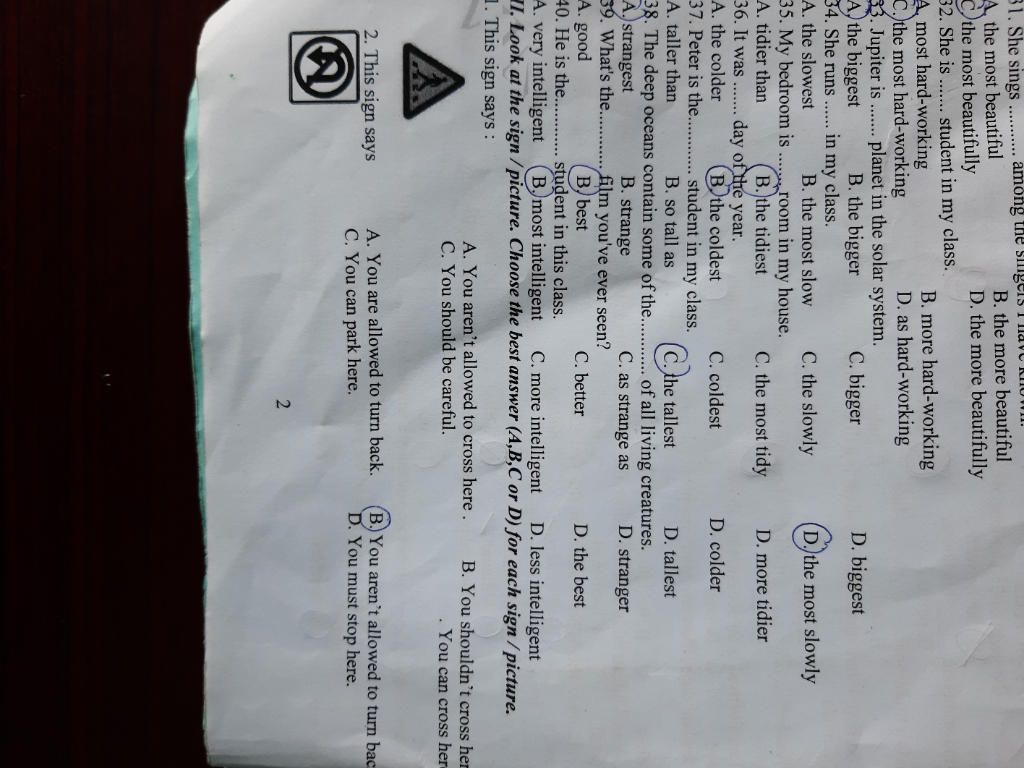 31. She sings ............ among the singers I have known.
A. the most beautiful B. the more beautiful
C. the most beautifully D. the more beautifully
32. She is ........ student in my class.
A. most hard-working B. more hard-working
C. the most hard-working D. as hard-working
33. Jupiter is ....... planet in the solar system.
A. the biggest B. the bigger C. bigger D. biggest
34. She runs ..... in my class.
A. the slowest B. the most slow C. the slowly D. the most slowly
35. My bedroom is ...... room in my house.
A. tidier than B. the tidiest C. the most tidy D. more tidier
36. It was ....... day of the year.
A. the colder B. the coldest C. coldest D. colder
37. Peter is the............ student in my class.
A. taller than B. so tall as C. the tallest D. tallest
38. The deep oceans contain some of the............ of all living creatures.
A. strangest B. strange C. as strange as D. stranger
39. What's the............ film you've ever seen?
A. good B. best C. better D. the best
40. He is the............ student in this class.
A. very intelligent B. most intelligent C. more intelligent D. less intelligent
II. Look at the sign / picture. Choose the best answer (A,B,C or D) for each sign / picture.
1. This sign says :
A. You aren't allowed to cross here . B. You shouldn't cross
C. You should be careful. . You can cross
2. This sign says
A. You are allowed to turn back. B. You aren't allowed to turn
C. You can park here. D. You must stop here.
2